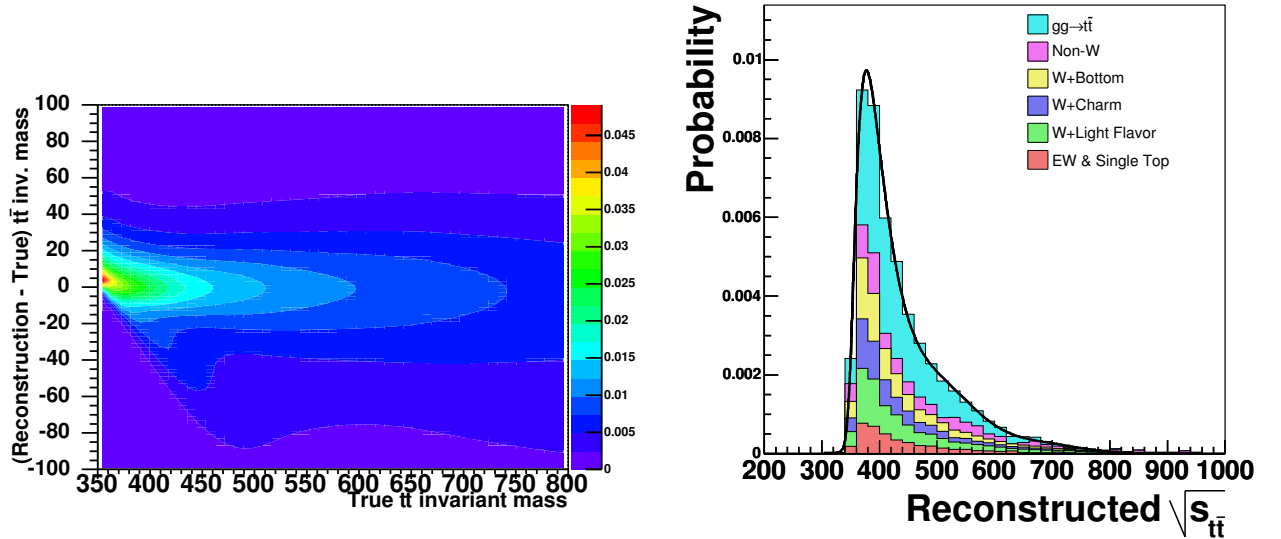 100
80
60
40
20
0
-20
-40
-60
-80
-100
(Reconstruction - True) tt̄ inv. mass
350 400 450 500 550 600 650 700 750 800
True tt̄ invariant mass
0.045
0.04
0.035
0.03
0.025
0.02
0.015
0.01
0.005
0
Probability
0.01
0.008
0.006
0.004
0.002
0
200 300 400 500 600 700 800 900 1000
Reconstructed √s_tt̄
gg→tt̄
Non-W
W+Bottom
W+Charm
W+Light Flavor
EW & Single Top